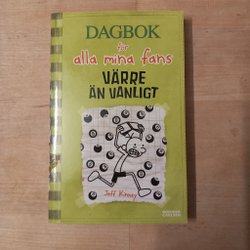 DAGBOK
för
alla mina fans
VÄRRE
ÄN VANLIGT
Jeff Kinney